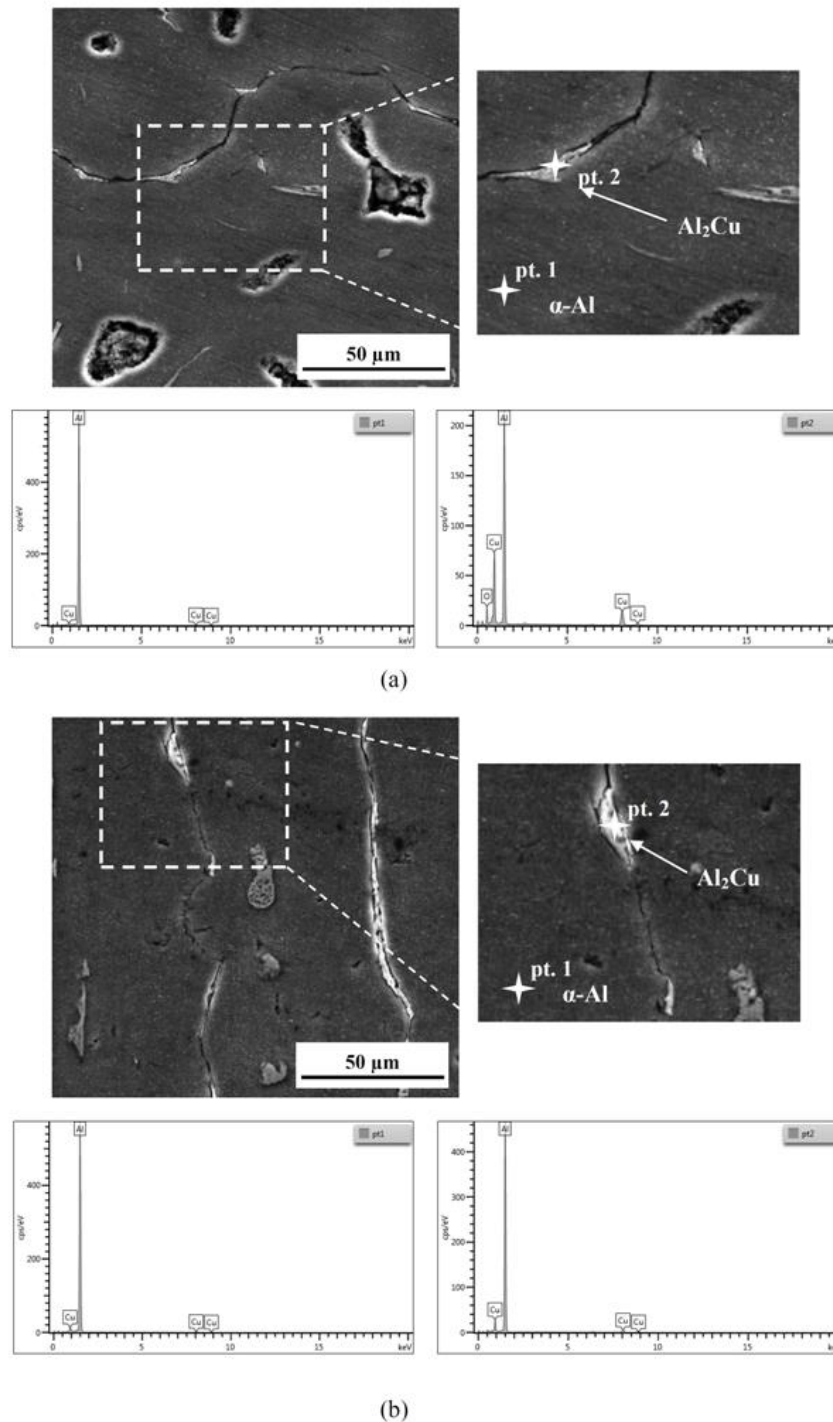 pt. 2
Al₂Cu
pt. 1
α-Al
50 µm
Al
pt1
400
200
0
cps/eV
Cu
Cu
Cu
0
5
10
15
keV
Al
pt2
200
150
100
50
0
cps/eV
Cu
O
Cu
Cu
0
5
10
15
ke
(a)
pt. 2
Al₂Cu
pt. 1
α-Al
50 µm
Al
pt1
400
200
0
cps/eV
Cu
Cu
Cu
0
5
10
15
keV
Al
pt2
400
300
200
100
0
cps/eV
Cu
Cu
Cu
0
5
10
15
ke
(b)